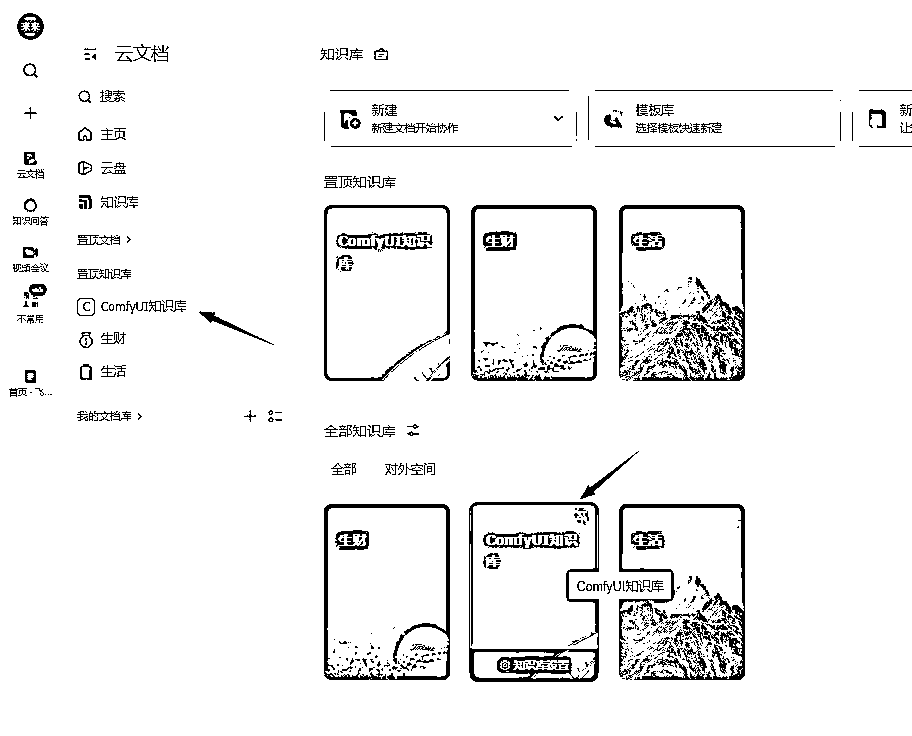 云文档
知识问答
视频会议
不常用
首页 - 飞...
云文档
搜索
主页
云盘
知识库
置顶文档
置顶知识库
ComfyUI知识库
生财
生活
我的文档库
知识库
新建
新建文档开始协作
模板库
选择模板快速新建
新
让
置顶知识库
ComfyUI知识
库
生财
生活
全部知识库
全部
对外空间
生财
ComfyUI知识
库
生活
ComfyUI知识库
知识库设置